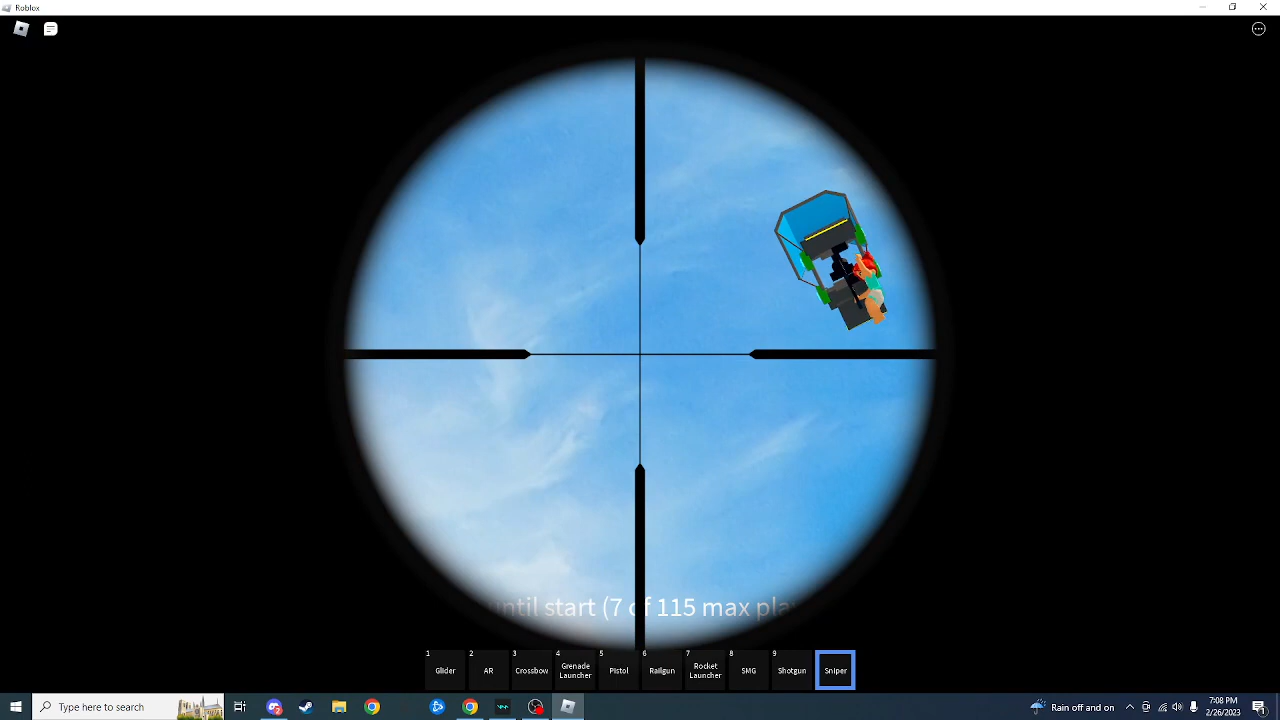 Roblox
until start (7 of 115 max pla
1 2 3 4 5 6 7 8 9
Glider AR Crossbow Grenade Launcher Pistol Railgun Rocket Launcher SMG Shotgun Sniper
Type here to search
Rain off and on
7:08 PM
2/26/2023